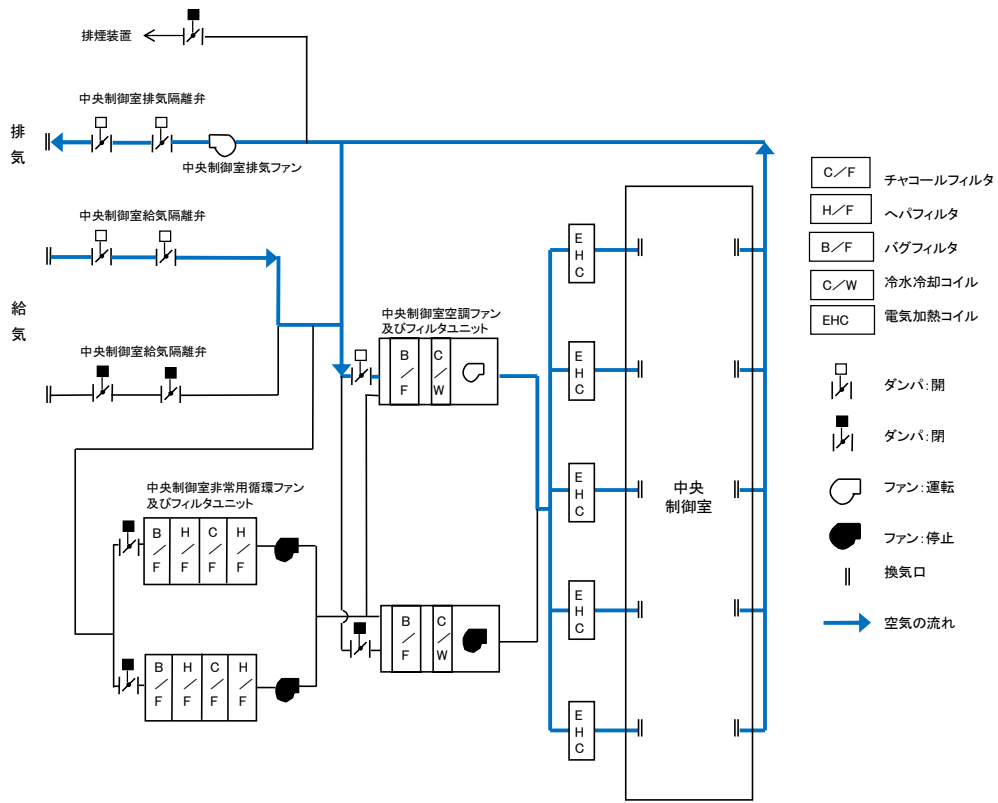 排煙装置
中央制御室排気隔離弁
排
気
中央制御室排気ファン
中央制御室給気隔離弁
給
気
中央制御室給気隔離弁
中央制御室空調ファン
及びフィルタユニット
B/F
C/W
中央制御室非常用循環ファン
及びフィルタユニット
B/F
H/F
C/F
H/F
B/F
H/F
C/F
H/F
B/F
C/W
EHC
EHC
EHC
EHC
EHC
中央
制御室
C/F
チャコールフィルタ
H/F
ヘパフィルタ
B/F
バグフィルタ
C/W
冷水冷却コイル
EHC
電気加熱コイル
ダンパ:開
ダンパ:閉
ファン:運転
ファン:停止
換気口
空気の流れ